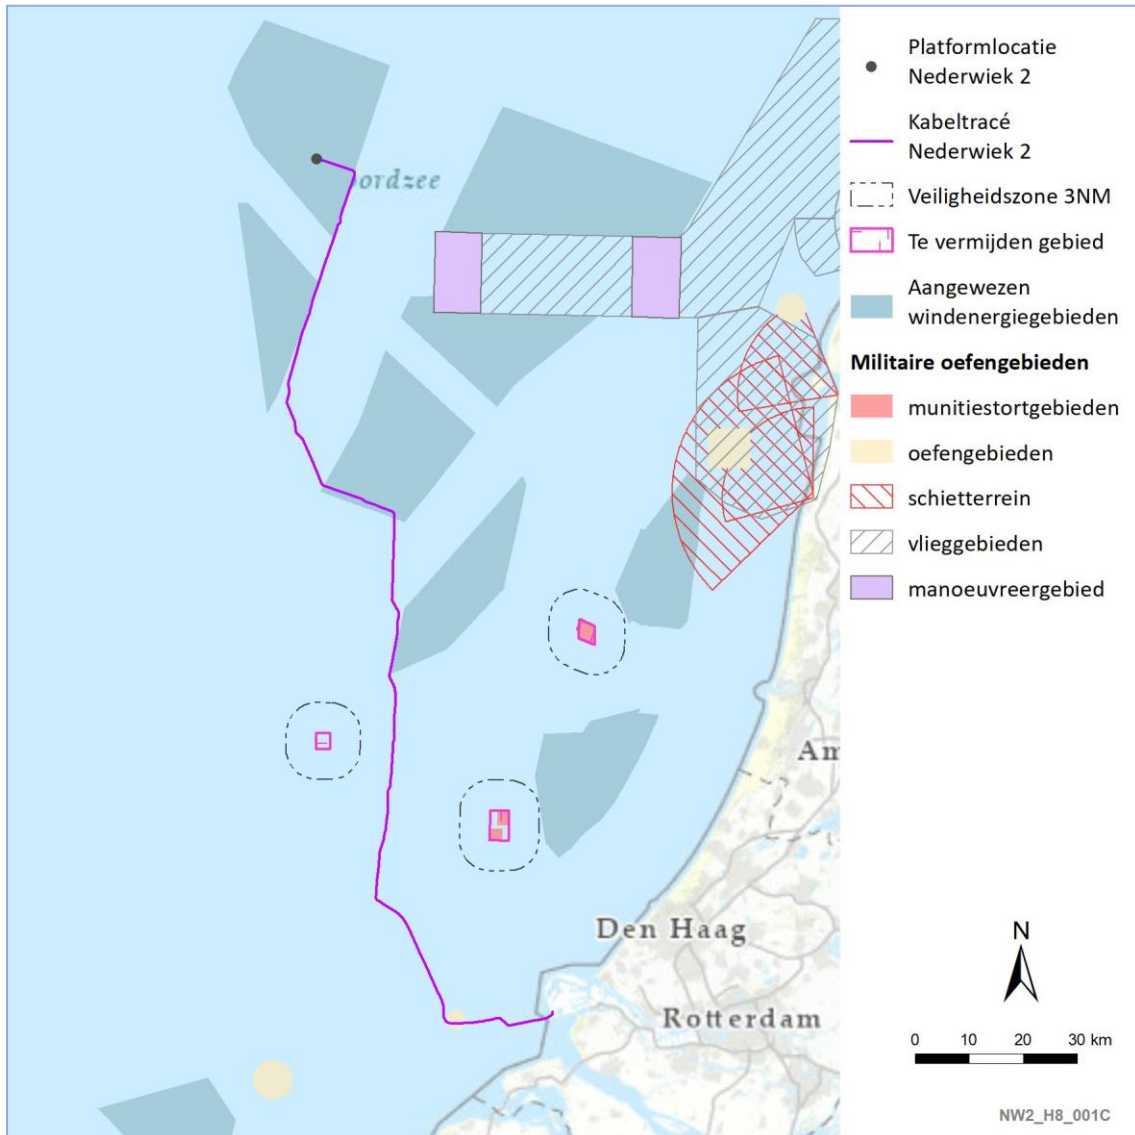 Platformlocatie
Nederwiek 2
Kabeltracé
Nederwiek 2
ordzee
Veiligheidszone 3NM
Te vermijden gebied
Aangewezen
windenergiegebieden
Militaire oefengebieden
munitiestortgebieden
oefengebieden
schietterrein
vlieggebieden
manoeuvreergebied
Am
Den Haag
Rotterdam
N
0 10 20 30 km
NW2_H8_001C